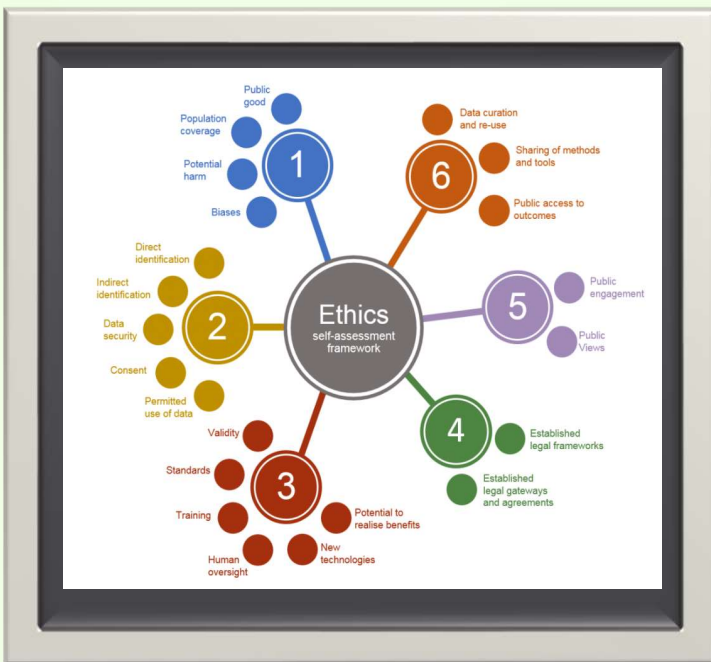 Ethics
self-assessment
framework
1
Public
good
Population
coverage
Potential
harm
Biases
2
Direct
identification
Indirect
identification
Data
security
Consent
Permitted
use of data
3
Validity
Standards
Training
Human
oversight
New
technologies
Potential to
realise benefits
4
Established
legal frameworks
Established
legal gateways
and agreements
5
Public
engagement
Public
Views
6
Data curation
and re-use
Sharing of methods
and tools
Public access to
outcomes